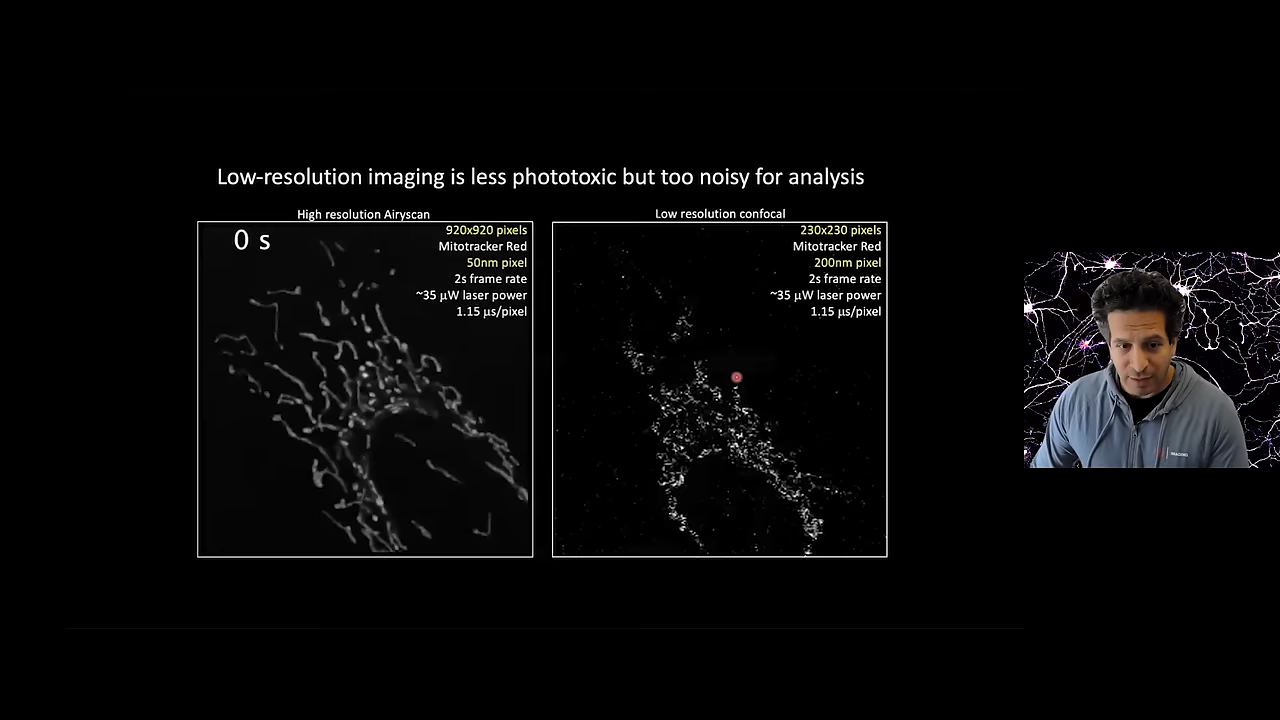 Low-resolution imaging is less phototoxic but too noisy for analysis
High resolution Airyscan
0 s
920x920 pixels
Mitotracker Red
50nm pixel
2s frame rate
~35 µW laser power
1.15 µs/pixel
Low resolution confocal
230x230 pixels
Mitotracker Red
200nm pixel
2s frame rate
~35 µW laser power
1.15 µs/pixel